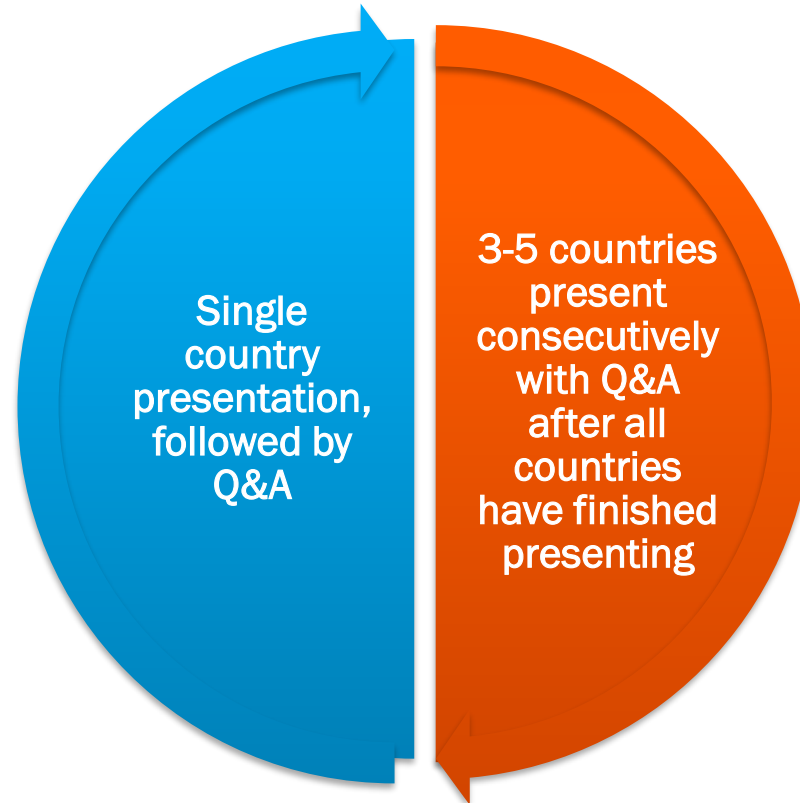 Single
country
presentation,
followed by
Q&A
3-5 countries
present
consecutively
with Q&A
after all
countries
have finished
presenting